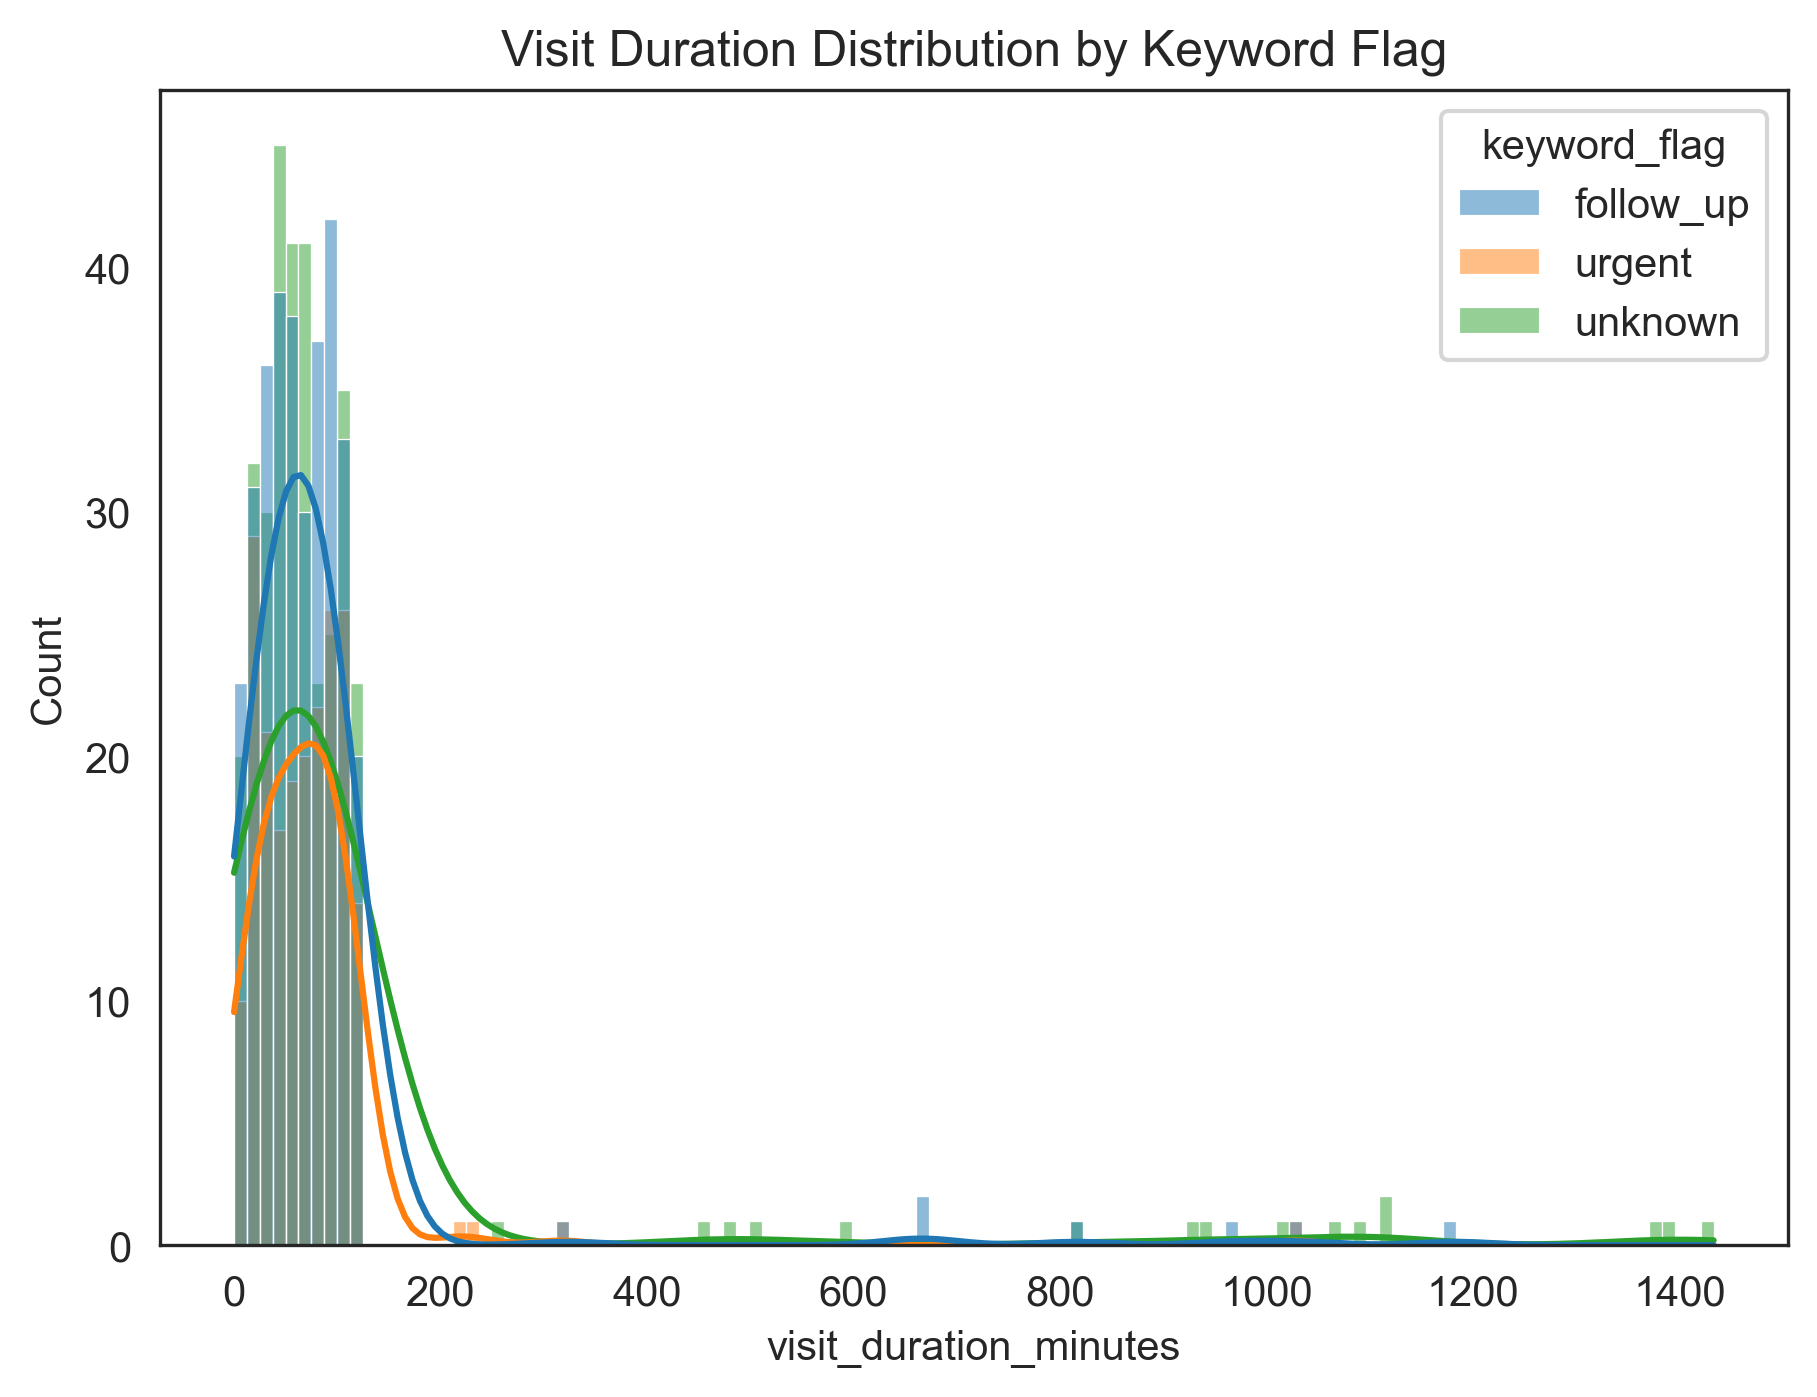 Visit Duration Distribution by Keyword Flag
keyword_flag
follow_up
urgent
unknown
Count
40
30
20
10
0
0 200 400 600 800 1000 1200 1400
visit_duration_minutes